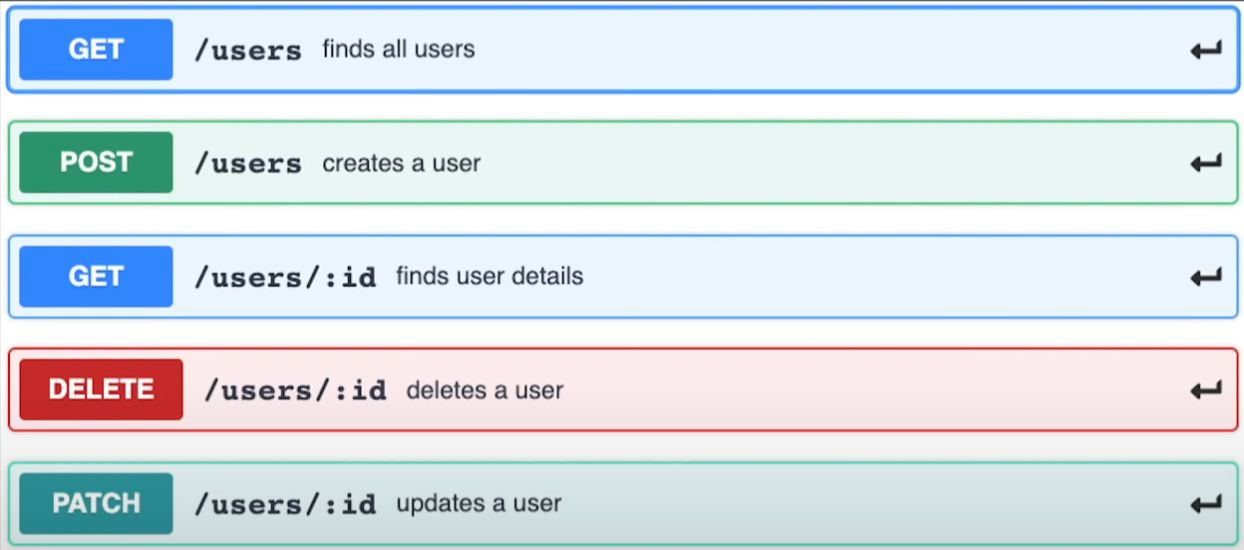 GET /users finds all users
POST /users creates a user
GET /users/:id finds user details
DELETE /users/:id deletes a user
PATCH /users/:id updates a user